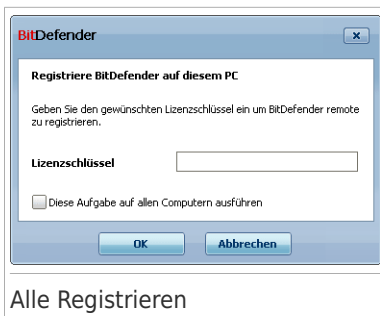 BitDefender
Registriere BitDefender auf diesem PC
Geben Sie den gewünschten Lizenzschlüssel ein um BitDefender remote
zu registrieren.
Lizenzschlüssel
Diese Aufgabe auf allen Computern ausführen
OK Abbrechen
Alle Registrieren